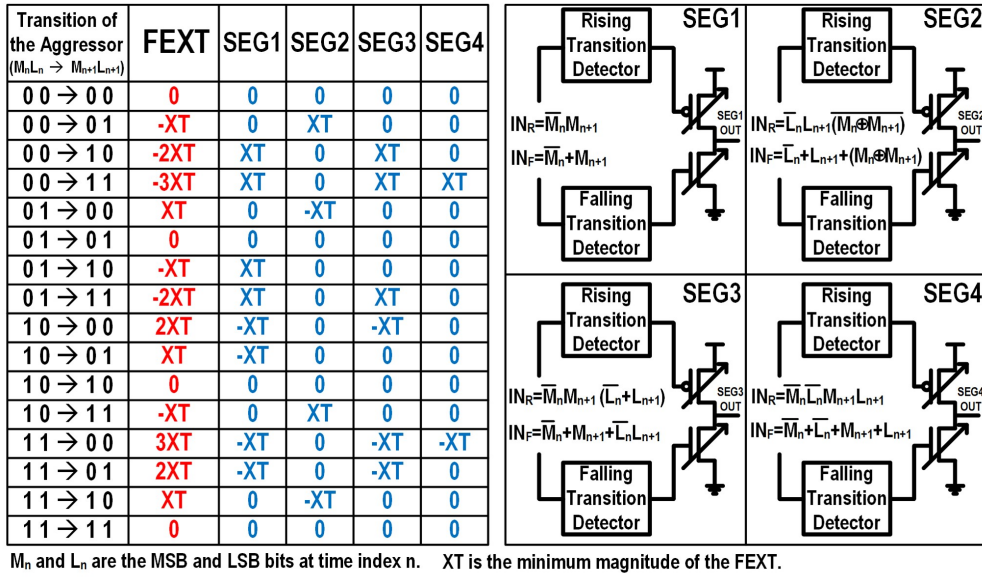 Transition of
the Aggressor
(MₙLₙ → Mₙ₊₁Lₙ₊₁)
FEXT SEG1 SEG2 SEG3 SEG4
0 0 → 0 0 0 0 0 0 0
0 0 → 0 1 -XT 0 XT 0 0
0 0 → 1 0 -2XT XT 0 XT 0
0 0 → 1 1 -3XT XT 0 XT XT
0 1 → 0 0 XT 0 -XT 0 0
0 1 → 0 1 0 0 0 0 0
0 1 → 1 0 -XT XT 0 0 0
0 1 → 1 1 -2XT XT 0 XT 0
1 0 → 0 0 2XT -XT 0 -XT 0
1 0 → 0 1 XT -XT 0 0 0
1 0 → 1 0 0 0 0 0 0
1 0 → 1 1 -XT 0 XT 0 0
1 1 → 0 0 3XT -XT 0 -XT -XT
1 1 → 0 1 2XT -XT 0 -XT 0
1 1 → 1 0 XT 0 -XT 0 0
1 1 → 1 1 0 0 0 0 0
SEG1
Rising
Transition
Detector
IN_R=M̅ₙMₙ₊₁
IN_F=M̅ₙ+Mₙ₊₁
SEG1
OUT
Falling
Transition
Detector
SEG2
Rising
Transition
Detector
IN_R=L̅ₙLₙ₊₁(M̅ₙ̅⊕̅M̅ₙ̅₊̅₁̅)
IN_F=L̅ₙ+Lₙ₊₁+(Mₙ⊕Mₙ₊₁)
SEG2
OUT
Falling
Transition
Detector
SEG3
Rising
Transition
Detector
IN_R=M̅ₙMₙ₊₁(L̅ₙ+Lₙ₊₁)
IN_F=M̅ₙ+Mₙ₊₁+L̅ₙLₙ₊₁
SEG3
OUT
Falling
Transition
Detector
SEG4
Rising
Transition
Detector
IN_R=M̅ₙL̅ₙMₙ₊₁Lₙ₊₁
IN_F=M̅ₙ+L̅ₙ+Mₙ₊₁+Lₙ₊₁
SEG4
OUT
Falling
Transition
Detector
Mₙ and Lₙ are the MSB and LSB bits at time index n. XT is the minimum magnitude of the FEXT.